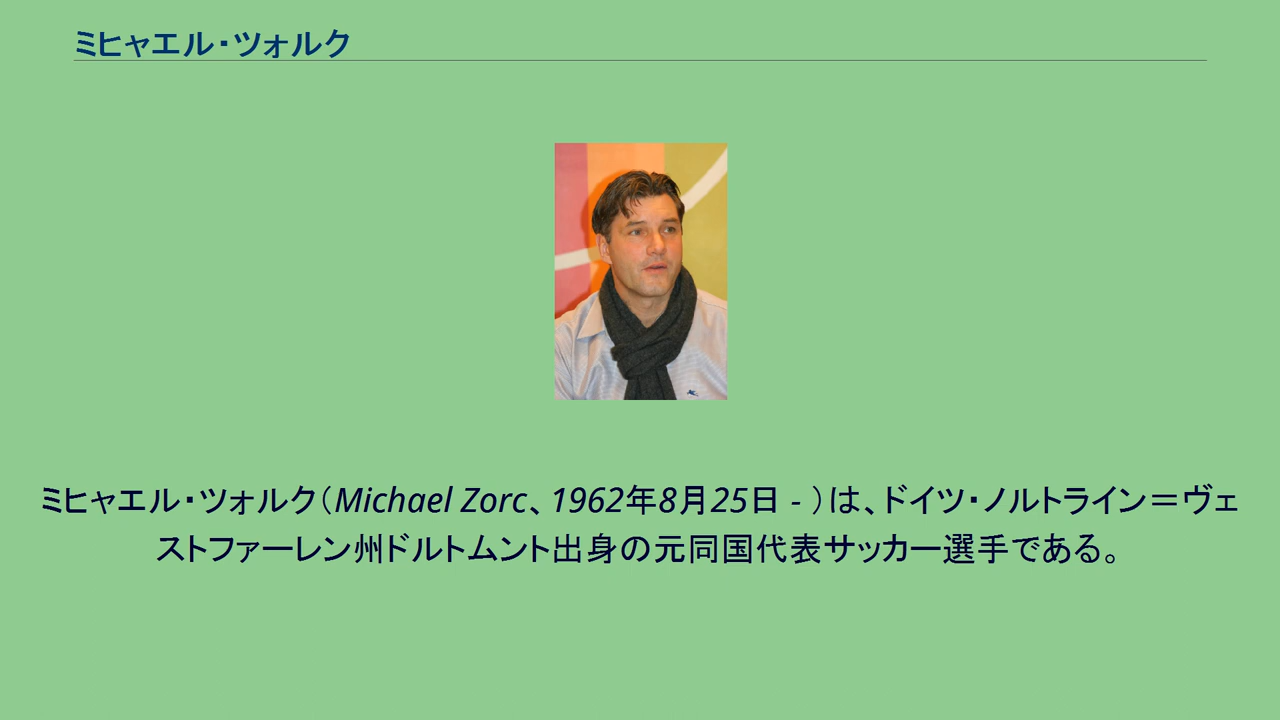 ミヒャエル・ツォルク
ミヒャエル・ツォルク（Michael Zorc、1962年8月25日 - ）は、ドイツ・ノルトライン＝ヴェ
ストファーレン州ドルトムント出身の元同国代表サッカー選手である。